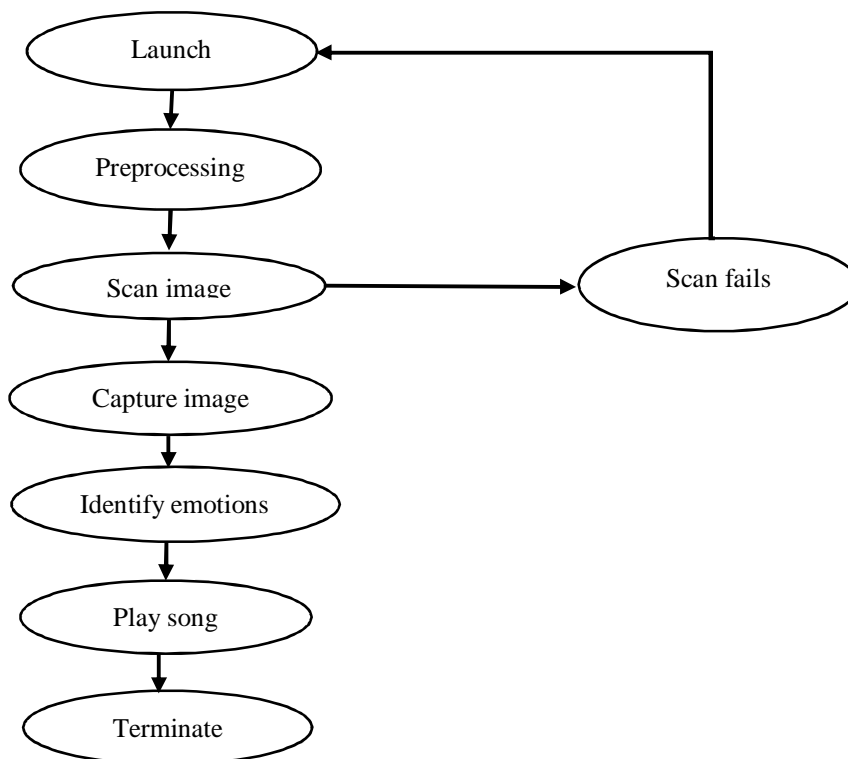 Launch
Preprocessing
Scan image
Scan fails
Capture image
Identify emotions
Play song
Terminate